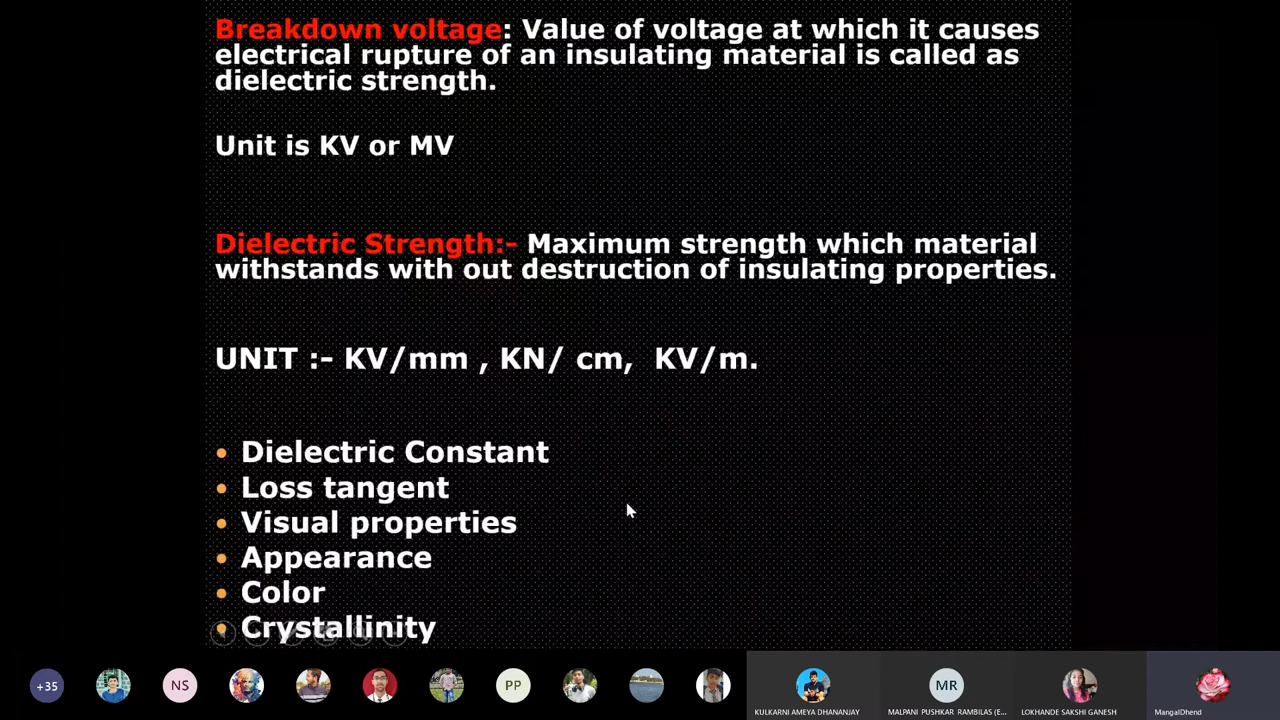 Breakdown voltage: Value of voltage at which it causes
electrical rupture of an insulating material is called as
dielectric strength.
Unit is KV or MV
Dielectric Strength:- Maximum strength which material
withstands with out destruction of insulating properties.
UNIT :- KV/mm , KN/ cm, KV/m.
• Dielectric Constant
• Loss tangent
• Visual properties
• Appearance
• Color
• Crystallinity
+35
NS
PP
MR
KULKARNI AMEYA DHANANJAY
MALPANI PUSHKAR RAMBILAS (E...
LOKHANDE SAKSHI GANESH
MangalDhend